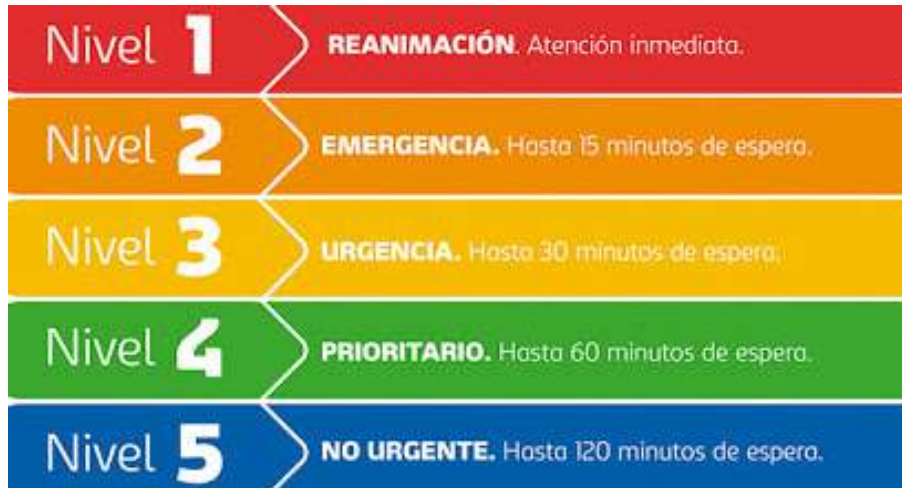 Nivel 1 REANIMACIÓN. Atención inmediata.
Nivel 2 EMERGENCIA. Hasta 15 minutos de espera.
Nivel 3 URGENCIA. Hasta 30 minutos de espera.
Nivel 4 PRIORITARIO. Hasta 60 minutos de espera.
Nivel 5 NO URGENTE. Hasta 120 minutos de espera.